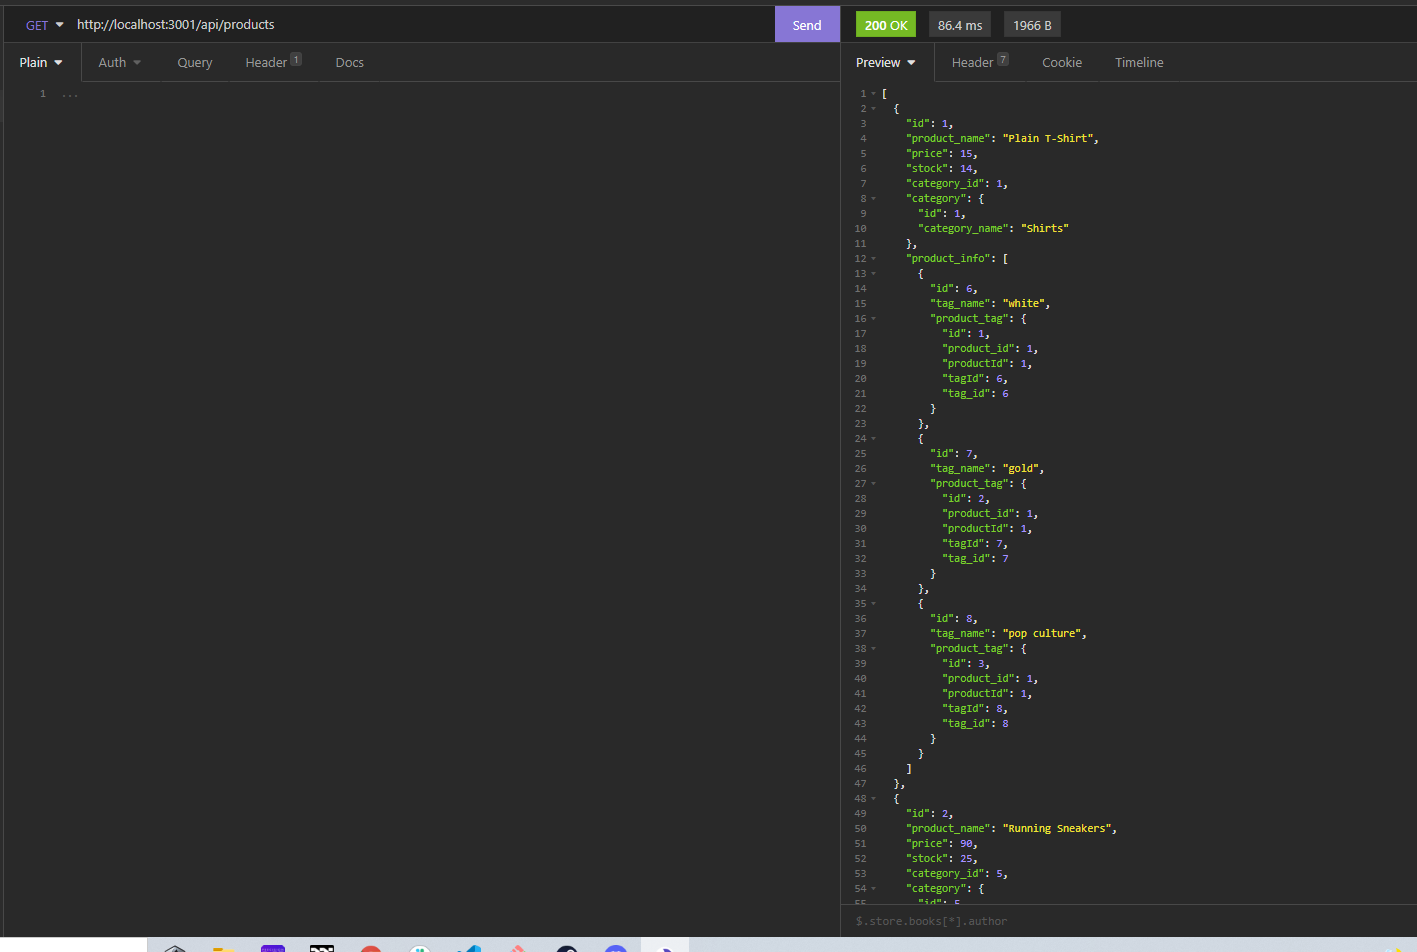 GET http://localhost:3001/api/products Send 200 OK 86.4 ms 1966 B
Plain Auth Query Header 1 Docs Preview Header 7 Cookie Timeline
1 ...
1 [
2 {
3 "id": 1,
4 "product_name": "Plain T-Shirt",
5 "price": 15,
6 "stock": 14,
7 "category_id": 1,
8 "category": {
9 "id": 1,
10 "category_name": "Shirts"
11 },
12 "product_info": [
13 {
14 "id": 6,
15 "tag_name": "white",
16 "product_tag": {
17 "id": 1,
18 "product_id": 1,
19 "productId": 1,
20 "tagId": 6,
21 "tag_id": 6
22 }
23 },
24 {
25 "id": 7,
26 "tag_name": "gold",
27 "product_tag": {
28 "id": 2,
29 "product_id": 1,
30 "productId": 1,
31 "tagId": 7,
32 "tag_id": 7
33 }
34 },
35 {
36 "id": 8,
37 "tag_name": "pop culture",
38 "product_tag": {
39 "id": 3,
40 "product_id": 1,
41 "productId": 1,
42 "tagId": 8,
43 "tag_id": 8
44 }
45 }
46 ]
47 },
48 {
49 "id": 2,
50 "product_name": "Running Sneakers",
51 "price": 90,
52 "stock": 25,
53 "category_id": 5,
54 "category": {
55 "id": 5
$.store.books[*].author